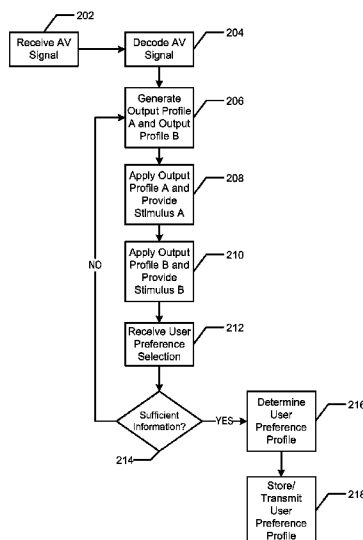 202
Receive AV
Signal
Decode AV
Signal
204
Generate
Output Profile
A and Output
Profile B
206
Apply Output
Profile A and
Provide
Stimulus A
208
Apply Output
Profile B and
Provide
Stimulus B
210
NO
Receive User
Preference
Selection
212
Sufficient
Information?
214
YES
Determine
User
Preference
Profile
216
Store/
Transmit
User
Preference
Profile
218